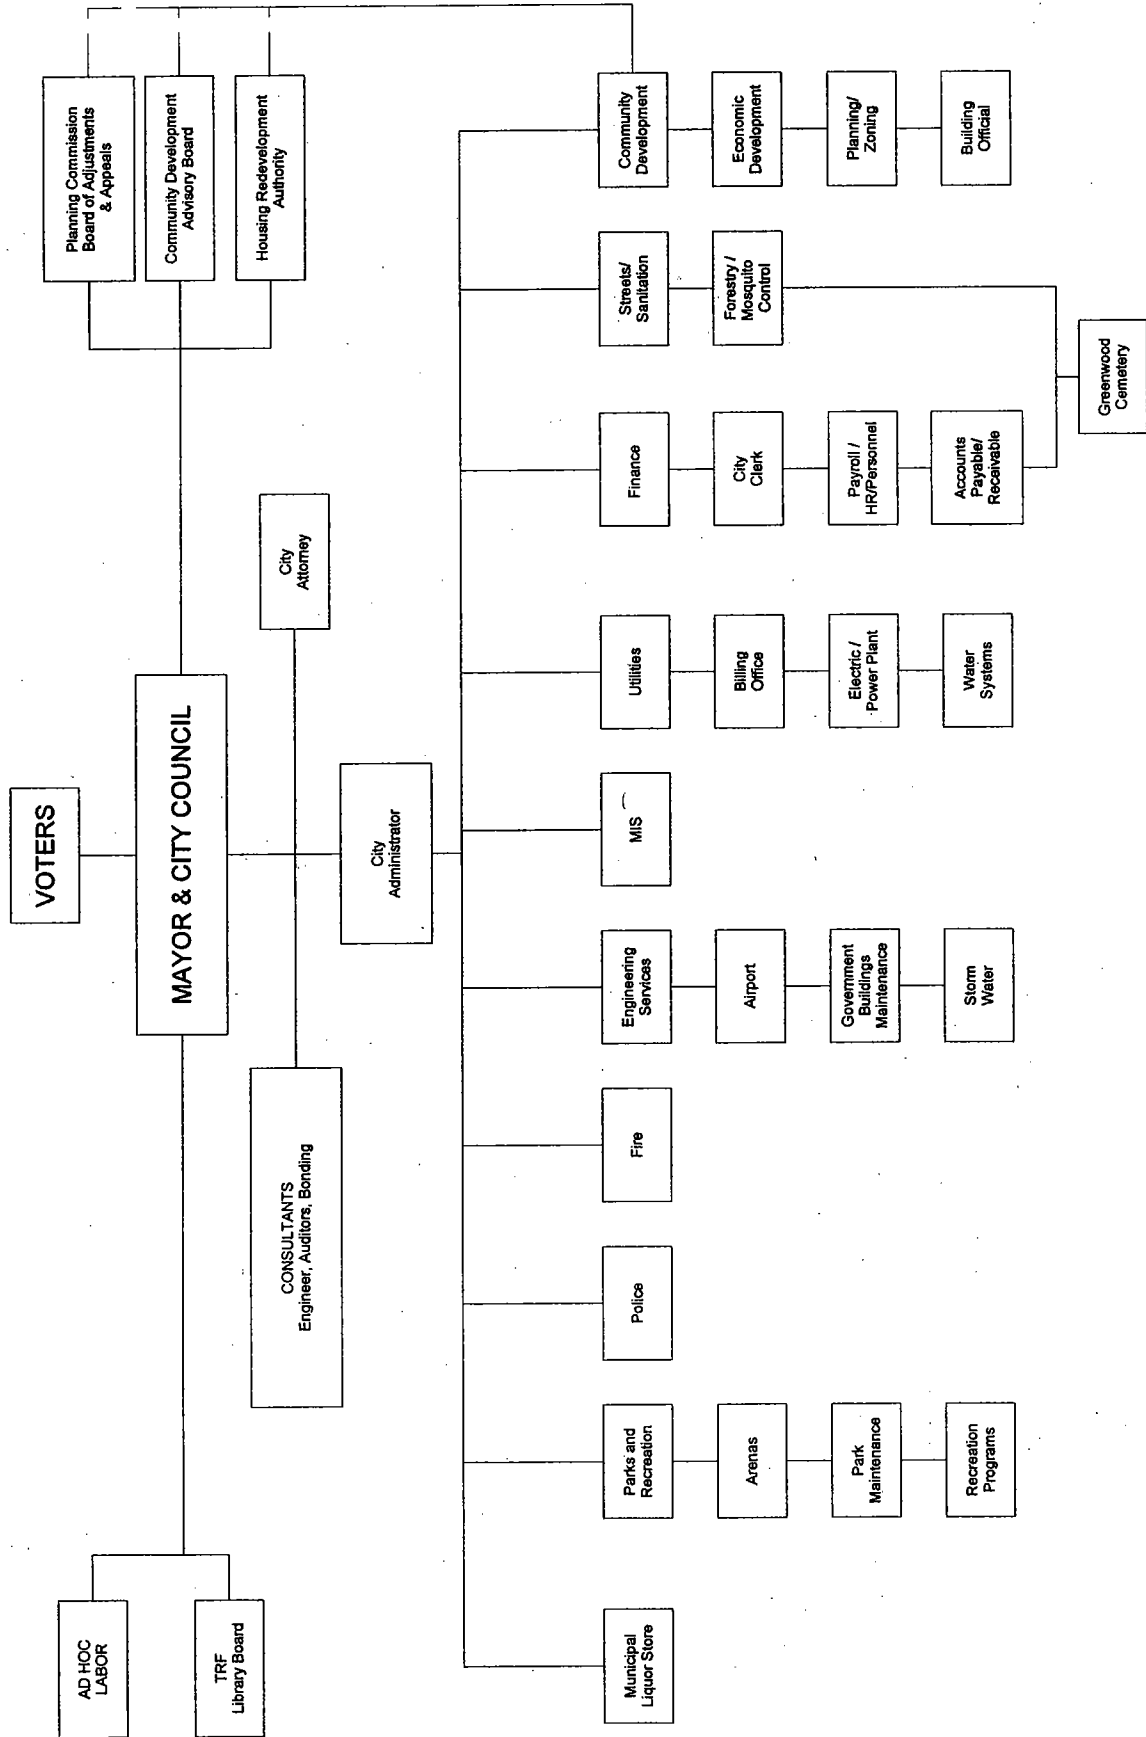 VOTERS
MAYOR & CITY COUNCIL
AD HOC
LABOR
TRF
Library Board
Planning Commission
Board of Adjustments
& Appeals
Community Development
Advisory Board
Housing Redevelopment
Authority
CONSULTANTS
Engineer, Auditors, Bonding
City
Attorney
City
Administrator
Municipal
Liquor Store
Parks and
Recreation
Arenas
Park
Maintenance
Recreation
Programs
Police
Fire
Engineering
Services
Airport
Government
Buildings
Maintenance
Storm
Water
MIS
Utilities
Billing
Office
Electric /
Power Plant
Water
Systems
Finance
City
Clerk
Payroll /
HR/Personnel
Accounts
Payable/
Receivable
Streets/
Sanitation
Forestry /
Mosquito
Control
Greenwood
Cemetery
Community
Development
Economic
Development
Planning/
Zoning
Building
Official